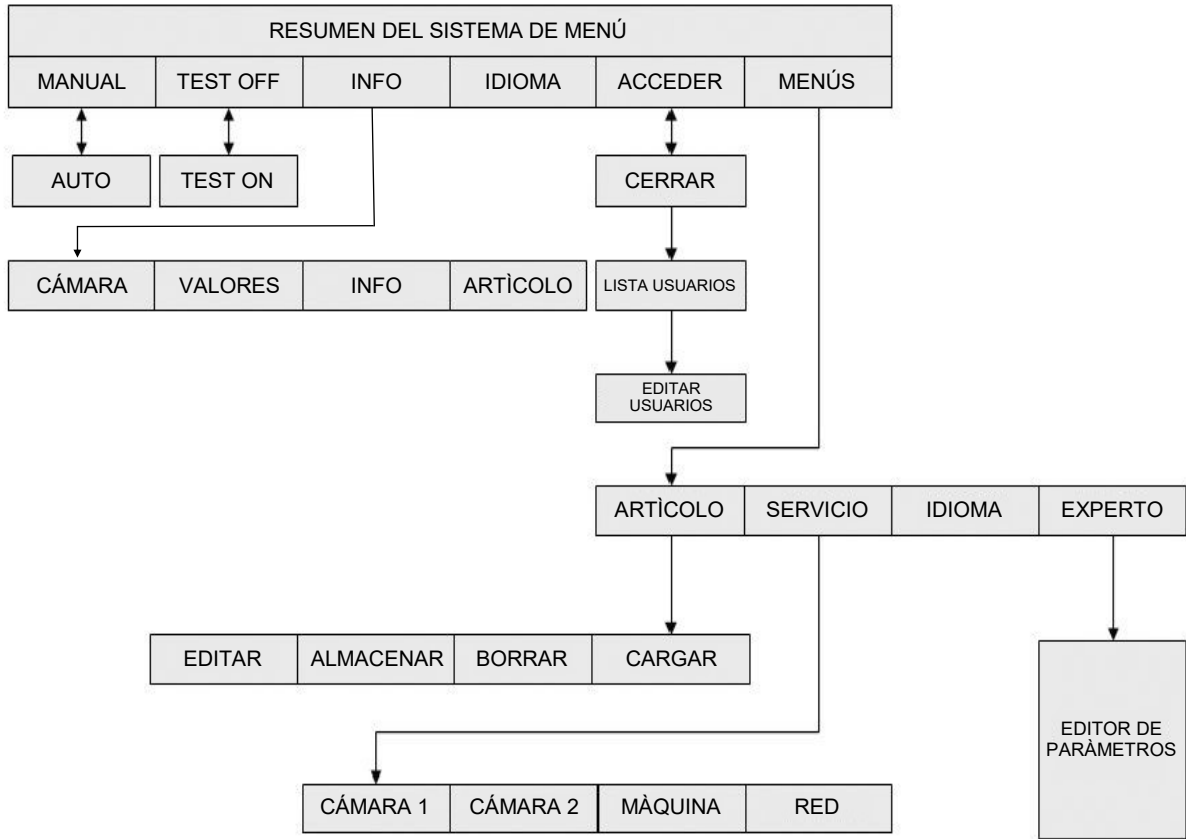 RESUMEN DEL SISTEMA DE MENÚ
MANUAL TEST OFF INFO IDIOMA ACCEDER MENÚS
AUTO TEST ON CERRAR
CÁMARA VALORES INFO ARTÌCOLO LISTA USUARIOS
EDITAR
USUARIOS
ARTÌCOLO SERVICIO IDIOMA EXPERTO
EDITAR ALMACENAR BORRAR CARGAR
EDITOR DE
PARÀMETROS
CÁMARA 1 CÁMARA 2 MÀQUINA RED